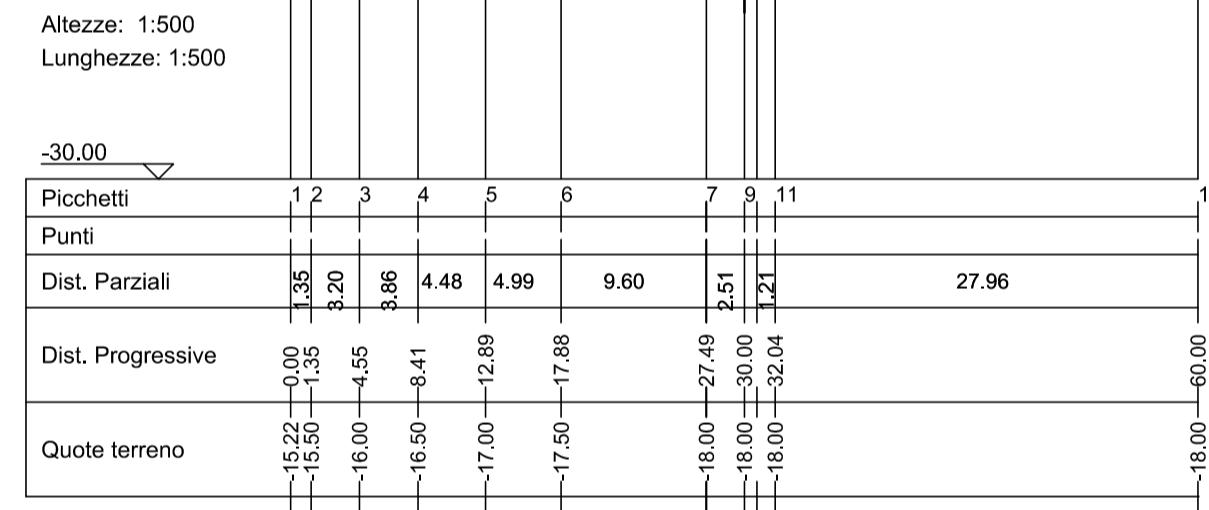 Altezze: 1:500
Lunghezze: 1:500
-30.00
Picchetti 1 2 3 4 5 6 7 9 11 1
Punti
Dist. Parziali 1.35 3.20 3.86 4.48 4.99 9.60 2.51 1.21 27.96
Dist. Progressive 0.00 1.35 4.55 8.41 12.89 17.88 27.49 30.00 32.04 60.00
Quote terreno -15.22 -15.50 -16.00 -16.50 -17.00 -17.50 -18.00 -18.00 -18.00 -18.00